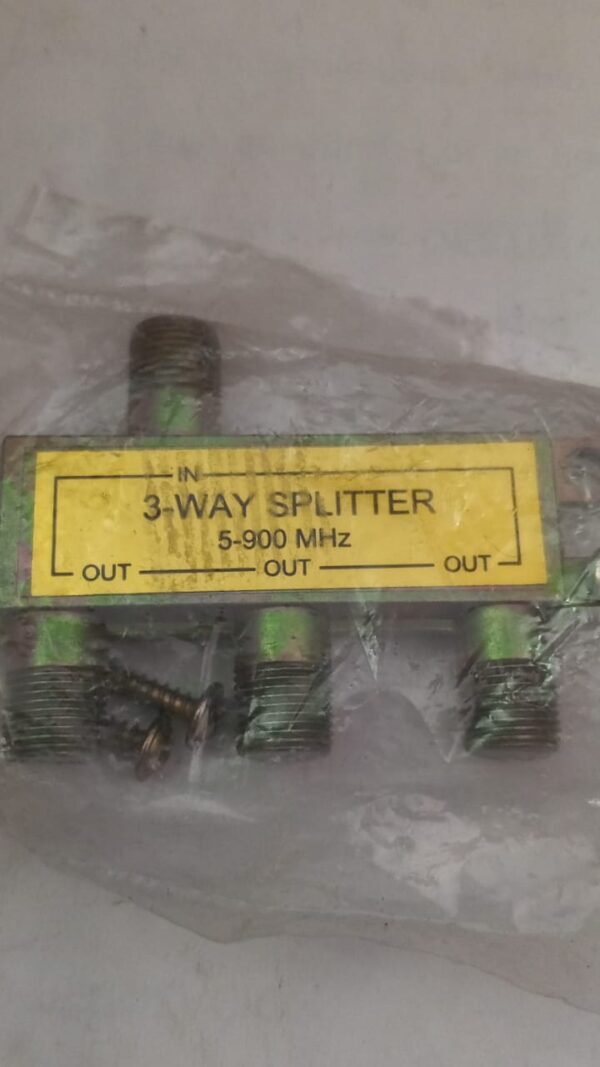 IN
3-WAY SPLITTER
5-900 MHz
OUT OUT OUT